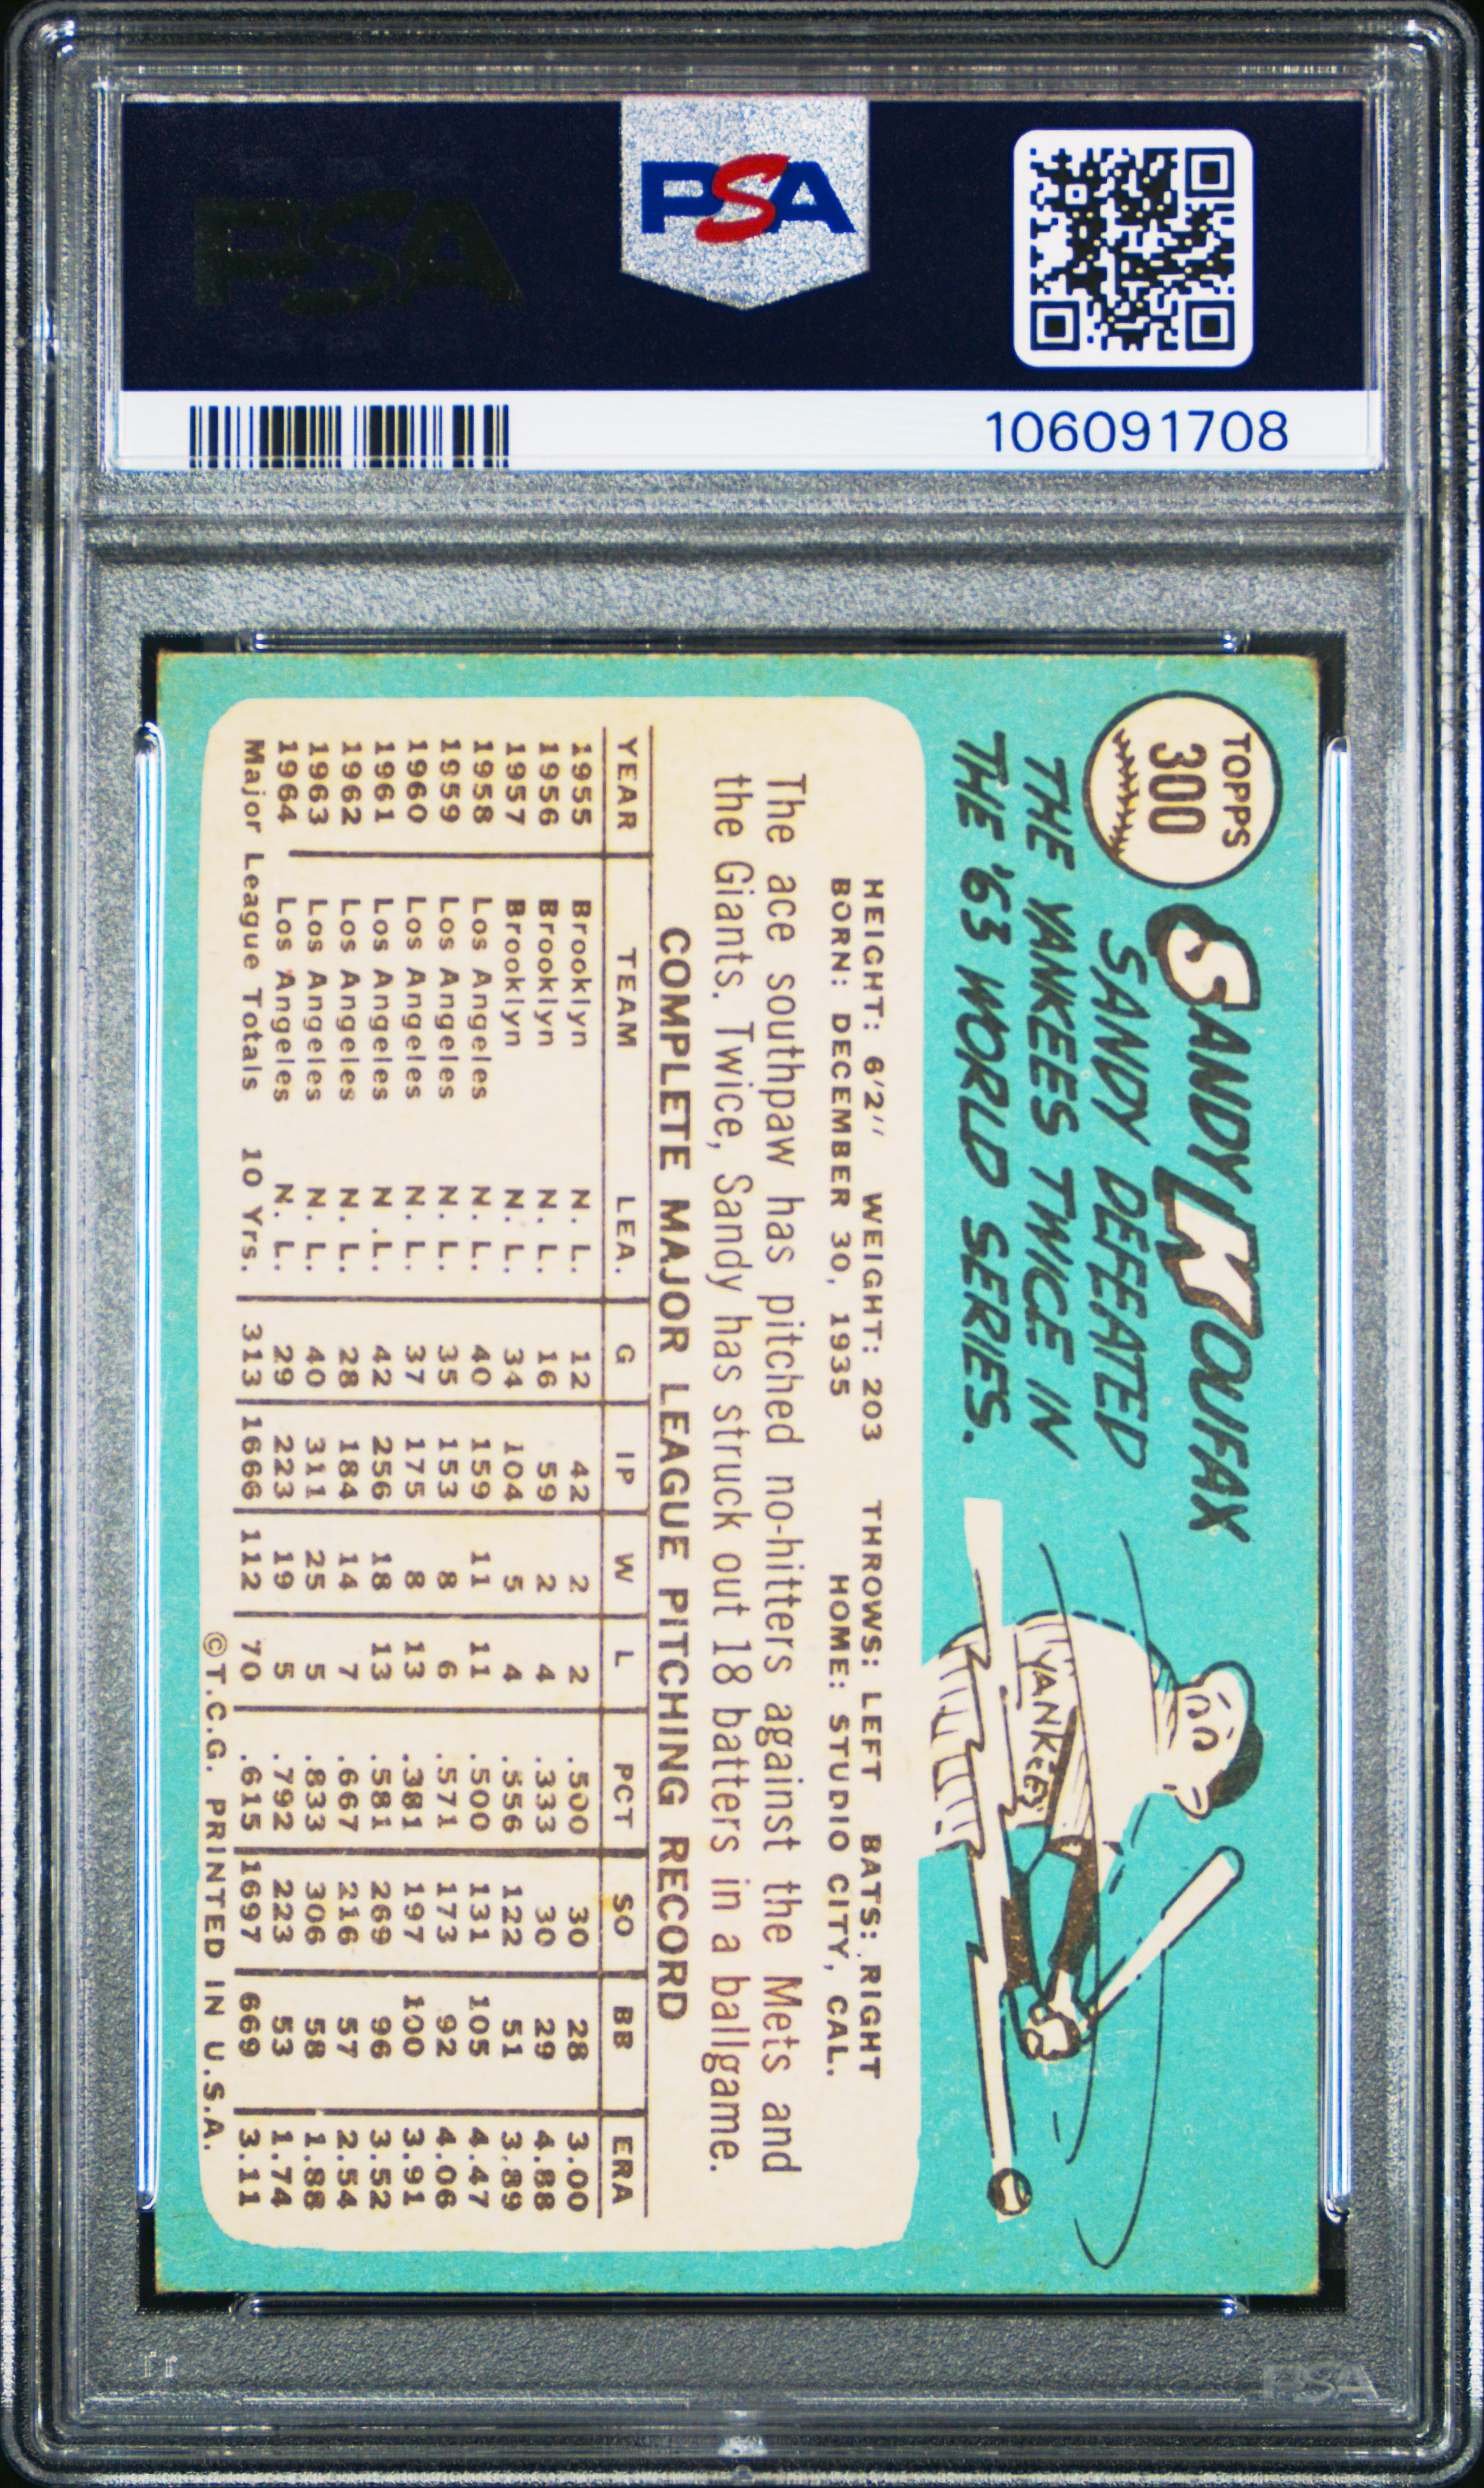 PSA
PSA
106091708
TOPPS
300
SANDY KOUFAX
SANDY DEFEATED
THE YANKEES TWICE IN
THE '63 WORLD SERIES.
YANKEE
HEIGHT: 6'2" WEIGHT: 203 THROWS: LEFT BATS: RIGHT
BORN: DECEMBER 30, 1935 HOME: STUDIO CITY, CAL.
The ace southpaw has pitched no-hitters against the Mets and
the Giants. Twice, Sandy has struck out 18 batters in a ballgame.
COMPLETE MAJOR LEAGUE PITCHING RECORD
YEAR TEAM LEA. G IP W L PCT SO BB ERA
1955 Brooklyn N. L. 12 42 2 2 .500 30 28 3.00
1956 Brooklyn N. L. 16 59 2 4 .333 30 29 4.88
1957 Brooklyn N. L. 34 104 5 4 .556 122 51 3.89
1958 Los Angeles N. L. 40 159 11 11 .500 131 105 4.47
1959 Los Angeles N. L. 35 153 8 6 .571 173 92 4.06
1960 Los Angeles N. L. 37 175 8 13 .381 197 100 3.91
1961 Los Angeles N .L. 42 256 18 13 .581 269 96 3.52
1962 Los Angeles N. L. 28 184 14 7 .667 216 57 2.54
1963 Los Angeles N. L. 40 311 25 5 .833 306 58 1.88
1964 Los Angeles N. L. 29 223 19 5 .792 223 53 1.74
Major League Totals 10 Yrs. 313 1666 112 70 .615 1697 669 3.11
©T.C.G. PRINTED IN U.S.A.
PSA